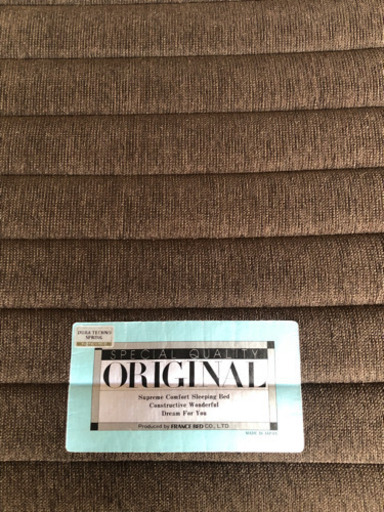 DURA TECHNO
SPRING
SPECIAL QUALITY
ORIGINAL
Supreme Comfort Sleeping Bed
Constructive Wonderful
Dream For You
Produced by FRANCE BED CO., LTD.
MADE IN JAPAN